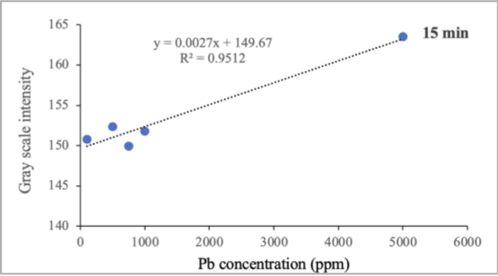 165
160
155
150
145
140
Gray scale intensity
y = 0.0027x + 149.67
R² = 0.9512
15 min
0 1000 2000 3000 4000 5000 6000
Pb concentration (ppm)